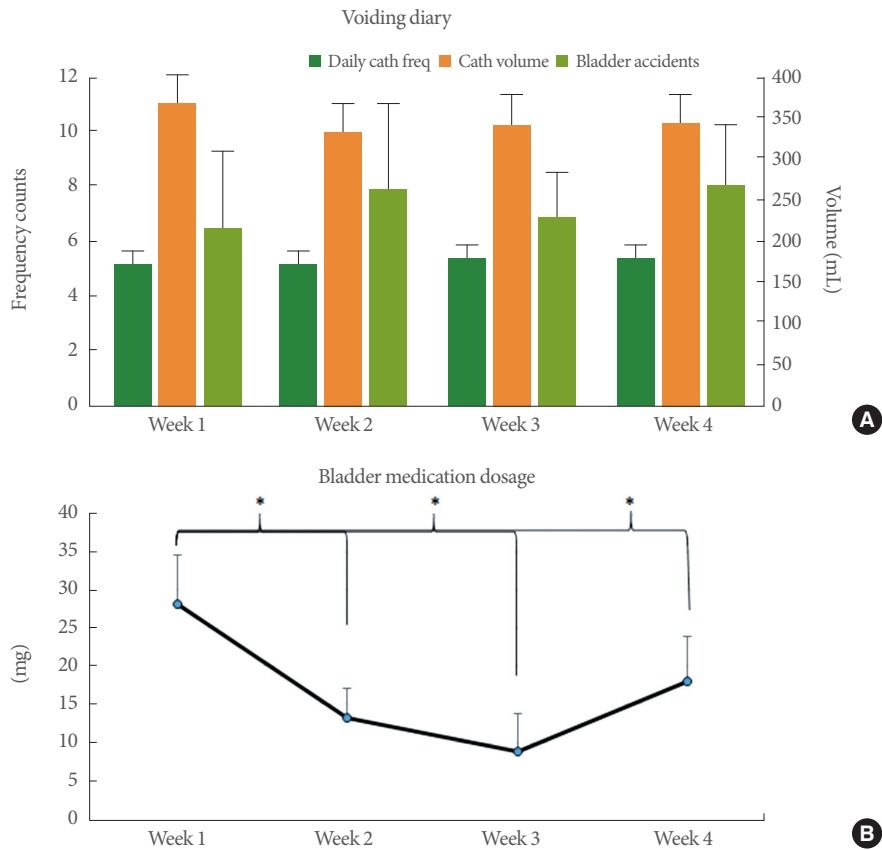 Voiding diary
Daily cath freq Cath volume Bladder accidents
Frequency counts
12
10
8
6
4
2
0
400
350
300
250
200
150
100
50
0
Volume (mL)
Week 1 Week 2 Week 3 Week 4
A
Bladder medication dosage
* * *
(mg)
40
35
30
25
20
15
10
5
0
Week 1 Week 2 Week 3 Week 4
B